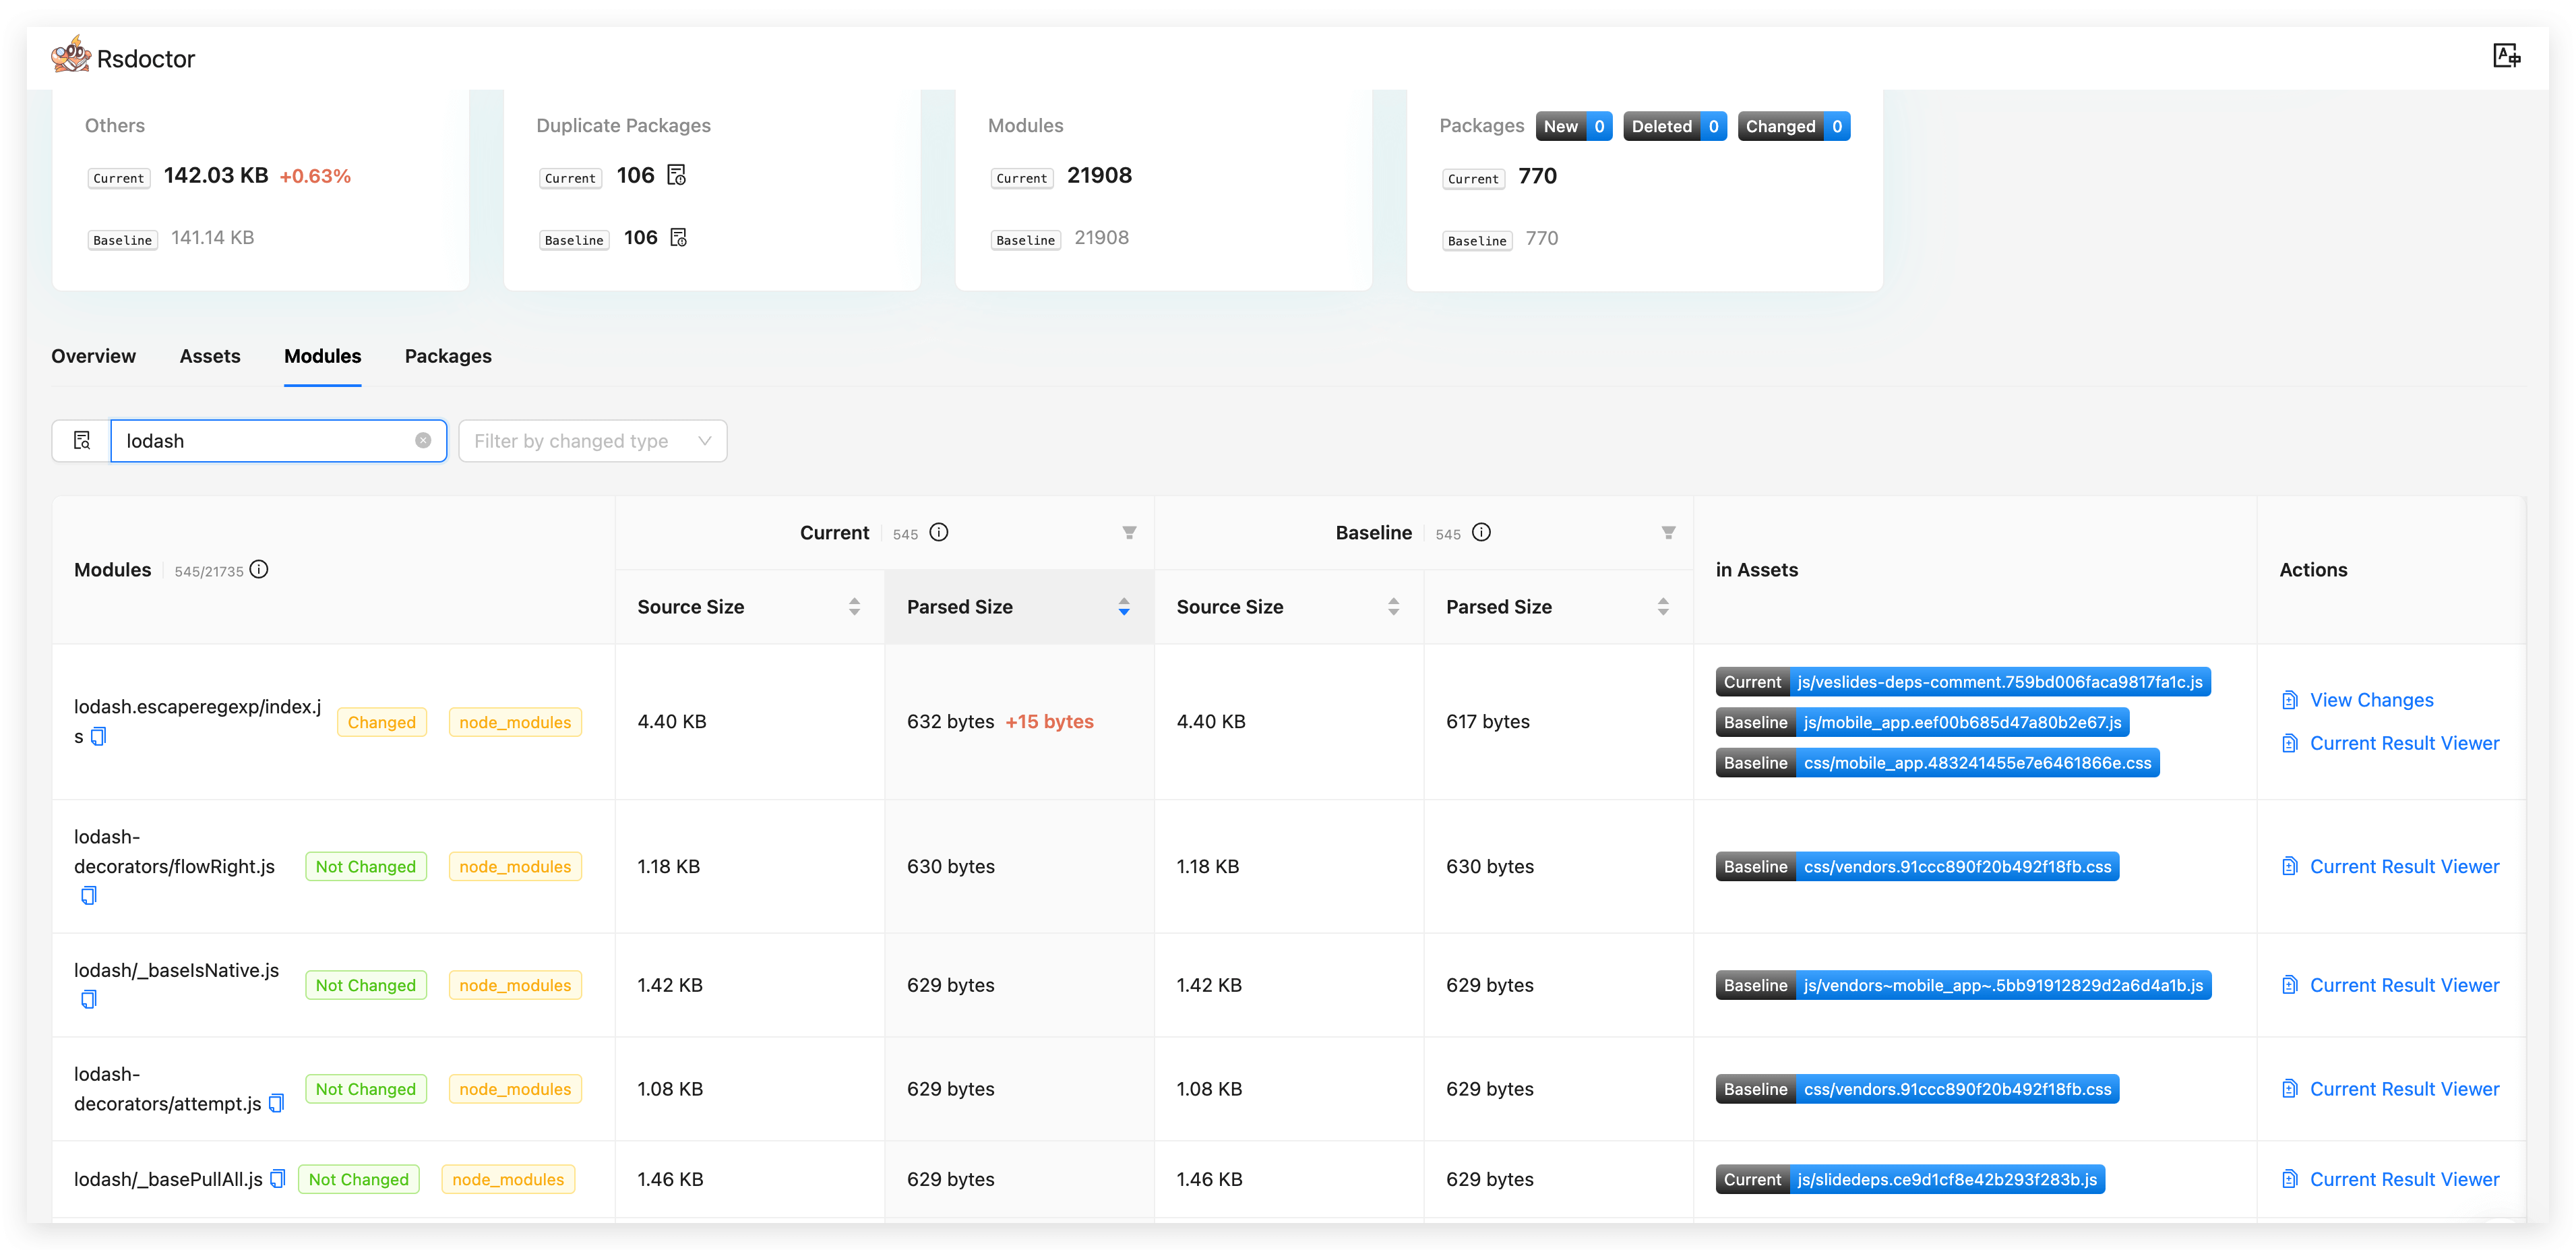 Rsdoctor
Others
Current 142.03 KB +0.63%
Baseline 141.14 KB
Duplicate Packages
Current 106
Baseline 106
Modules
Current 21908
Baseline 21908
Packages New 0 Deleted 0 Changed 0
Current 770
Baseline 770
Overview Assets Modules Packages
lodash Filter by changed type
Modules 545/21735 Current 545 Baseline 545 in Assets Actions
Source Size Parsed Size Source Size Parsed Size
lodash.escaperegexp/index.j
s
Changed node_modules 4.40 KB 632 bytes +15 bytes 4.40 KB 617 bytes
Current js/veslides-deps-comment.759bd006faca9817fa1c.js
Baseline js/mobile_app.eef00b685d47a80b2e67.js
Baseline css/mobile_app.483241455e7e6461866e.css
View Changes
Current Result Viewer
lodash-
decorators/flowRight.js Not Changed node_modules 1.18 KB 630 bytes 1.18 KB 630 bytes Baseline css/vendors.91ccc890f20b492f18fb.css Current Result Viewer
lodash/_baseIsNative.js Not Changed node_modules 1.42 KB 629 bytes 1.42 KB 629 bytes Baseline js/vendors~mobile_app~.5bb91912829d2a6d4a1b.js Current Result Viewer
lodash-
decorators/attempt.js Not Changed node_modules 1.08 KB 629 bytes 1.08 KB 629 bytes Baseline css/vendors.91ccc890f20b492f18fb.css Current Result Viewer
lodash/_basePullAll.js Not Changed node_modules 1.46 KB 629 bytes 1.46 KB 629 bytes Current js/slidedeps.ce9d1cf8e42b293f283b.js Current Result Viewer